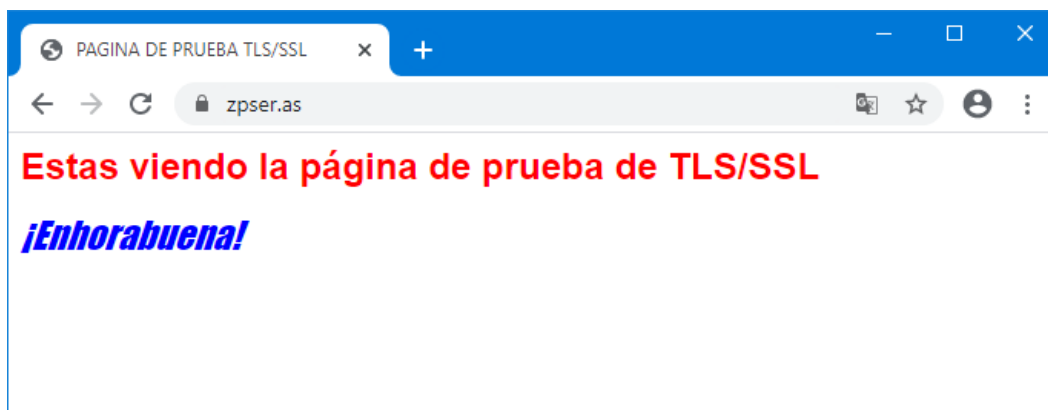 PAGINA DE PRUEBA TLS/SSL
zpser.as
Estas viendo la página de prueba de TLS/SSL
¡Enhorabuena!